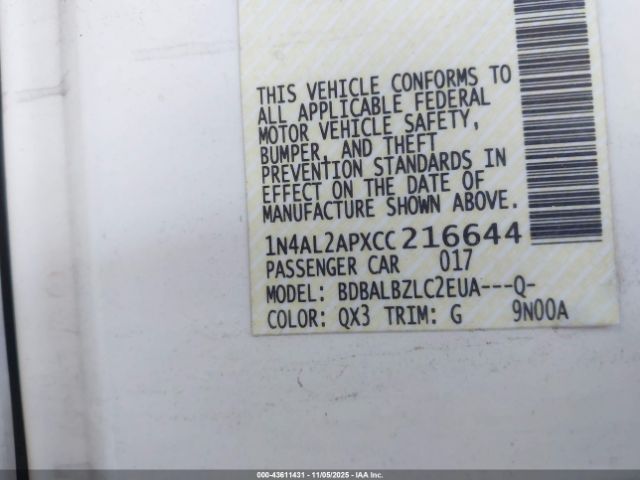 THIS VEHICLE CONFORMS TO
ALL APPLICABLE FEDERAL
MOTOR VEHICLE SAFETY,
BUMPER, AND THEFT
PREVENTION STANDARDS IN
EFFECT ON THE DATE OF
MANUFACTURE SHOWN ABOVE.
1N4AL2APXCC216644
PASSENGER CAR 017
MODEL: BDBALBZLC2EUA---Q-
COLOR: QX3 TRIM: G 9N00A
000-43611431 - 11/05/2025 - IAA Inc.